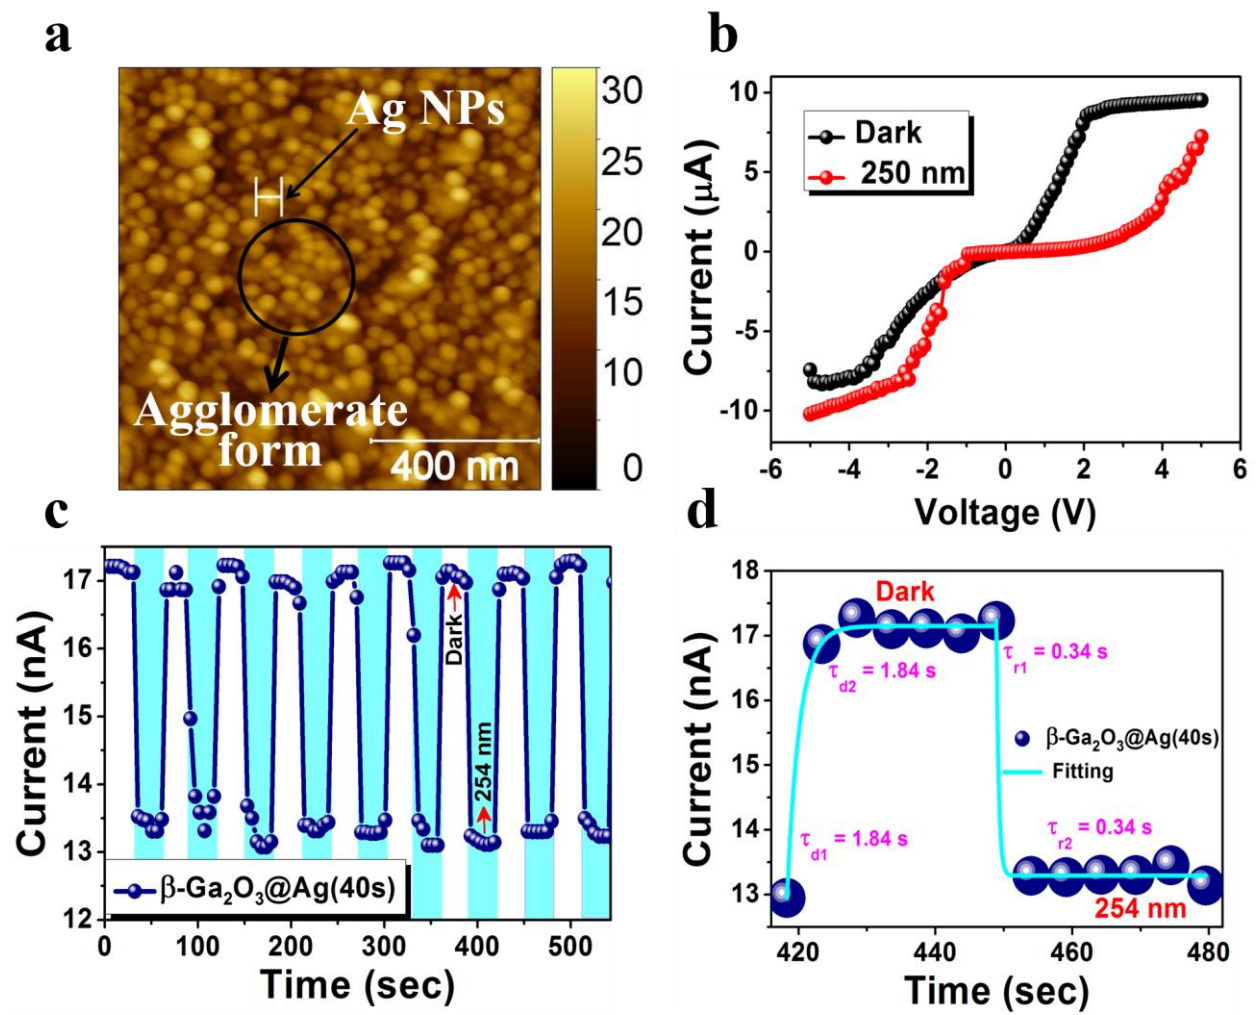 a
Ag NPs
Agglomerate
form
400 nm
30
25
20
15
10
0
b
Dark
250 nm
Current (μA)
10
5
0
-5
-10
-6 -4 -2 0 2 4 6
Voltage (V)
c
Current (nA)
17
16
15
14
13
12
Dark
254 nm
β-Ga₂O₃@Ag(40s)
0 100 200 300 400 500
Time (sec)
d
Current (nA)
18
17
16
15
14
13
Dark
τd2 = 1.84 s
τr1 = 0.34 s
β-Ga₂O₃@Ag(40s)
Fitting
τd1 = 1.84 s
τr2 = 0.34 s
254 nm
420 440 460 480
Time (sec)